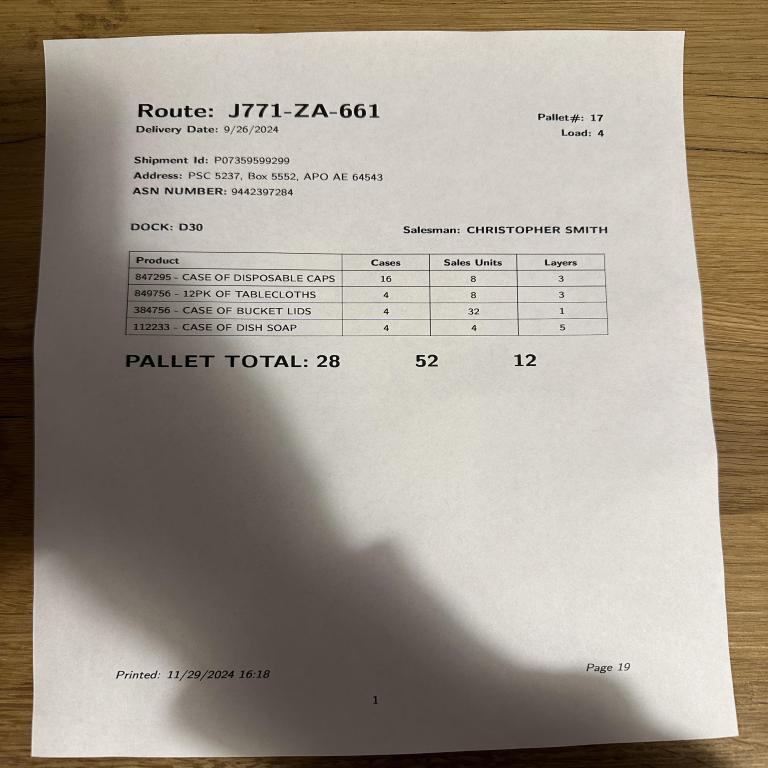 Route: J771-ZA-661
Delivery Date: 9/26/2024
Pallet#: 17
Load: 4
Shipment Id: P07359599299
Address: PSC 5237, Box 5552, APO AE 64543
ASN NUMBER: 9442397284
DOCK: D30 Salesman: CHRISTOPHER SMITH
Product Cases Sales Units Layers
847295 - CASE OF DISPOSABLE CAPS 16 8 3
849756 - 12PK OF TABLECLOTHS 4 8 3
384756 - CASE OF BUCKET LIDS 4 32 1
112233 - CASE OF DISH SOAP 4 4 5
PALLET TOTAL: 28 52 12
Printed: 11/29/2024 16:18 Page 19
1